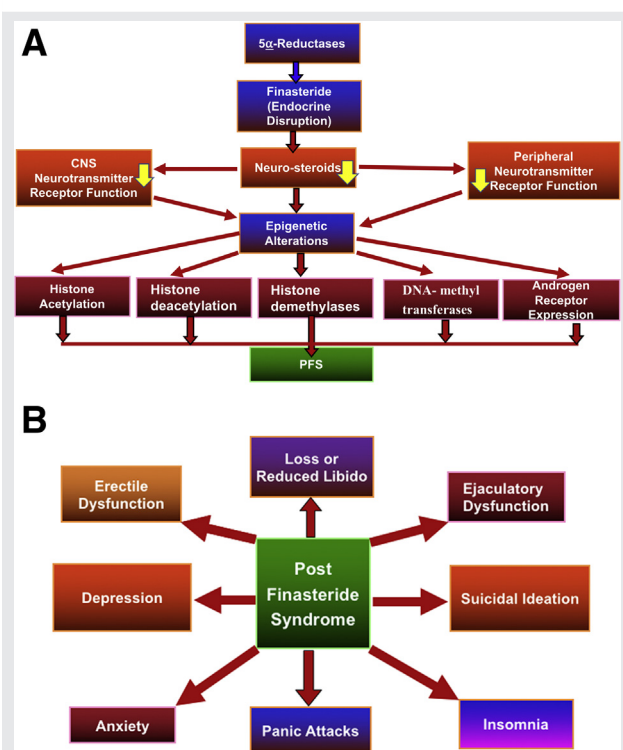 A
5α-Reductases
Finasteride
(Endocrine
Disruption)
CNS
Neurotransmitter
Receptor Function
Neuro-steroids
Peripheral
Neurotransmitter
Receptor Function
Epigenetic
Alterations
Histone
Acetylation
Histone
deacetylation
Histone
demethylases
DNA- methyl
transferases
Androgen
Receptor
Expression
PFS
B
Loss or
Reduced Libido
Erectile
Dysfunction
Ejaculatory
Dysfunction
Post
Finasteride
Syndrome
Depression
Suicidal Ideation
Anxiety
Panic Attacks
Insomnia